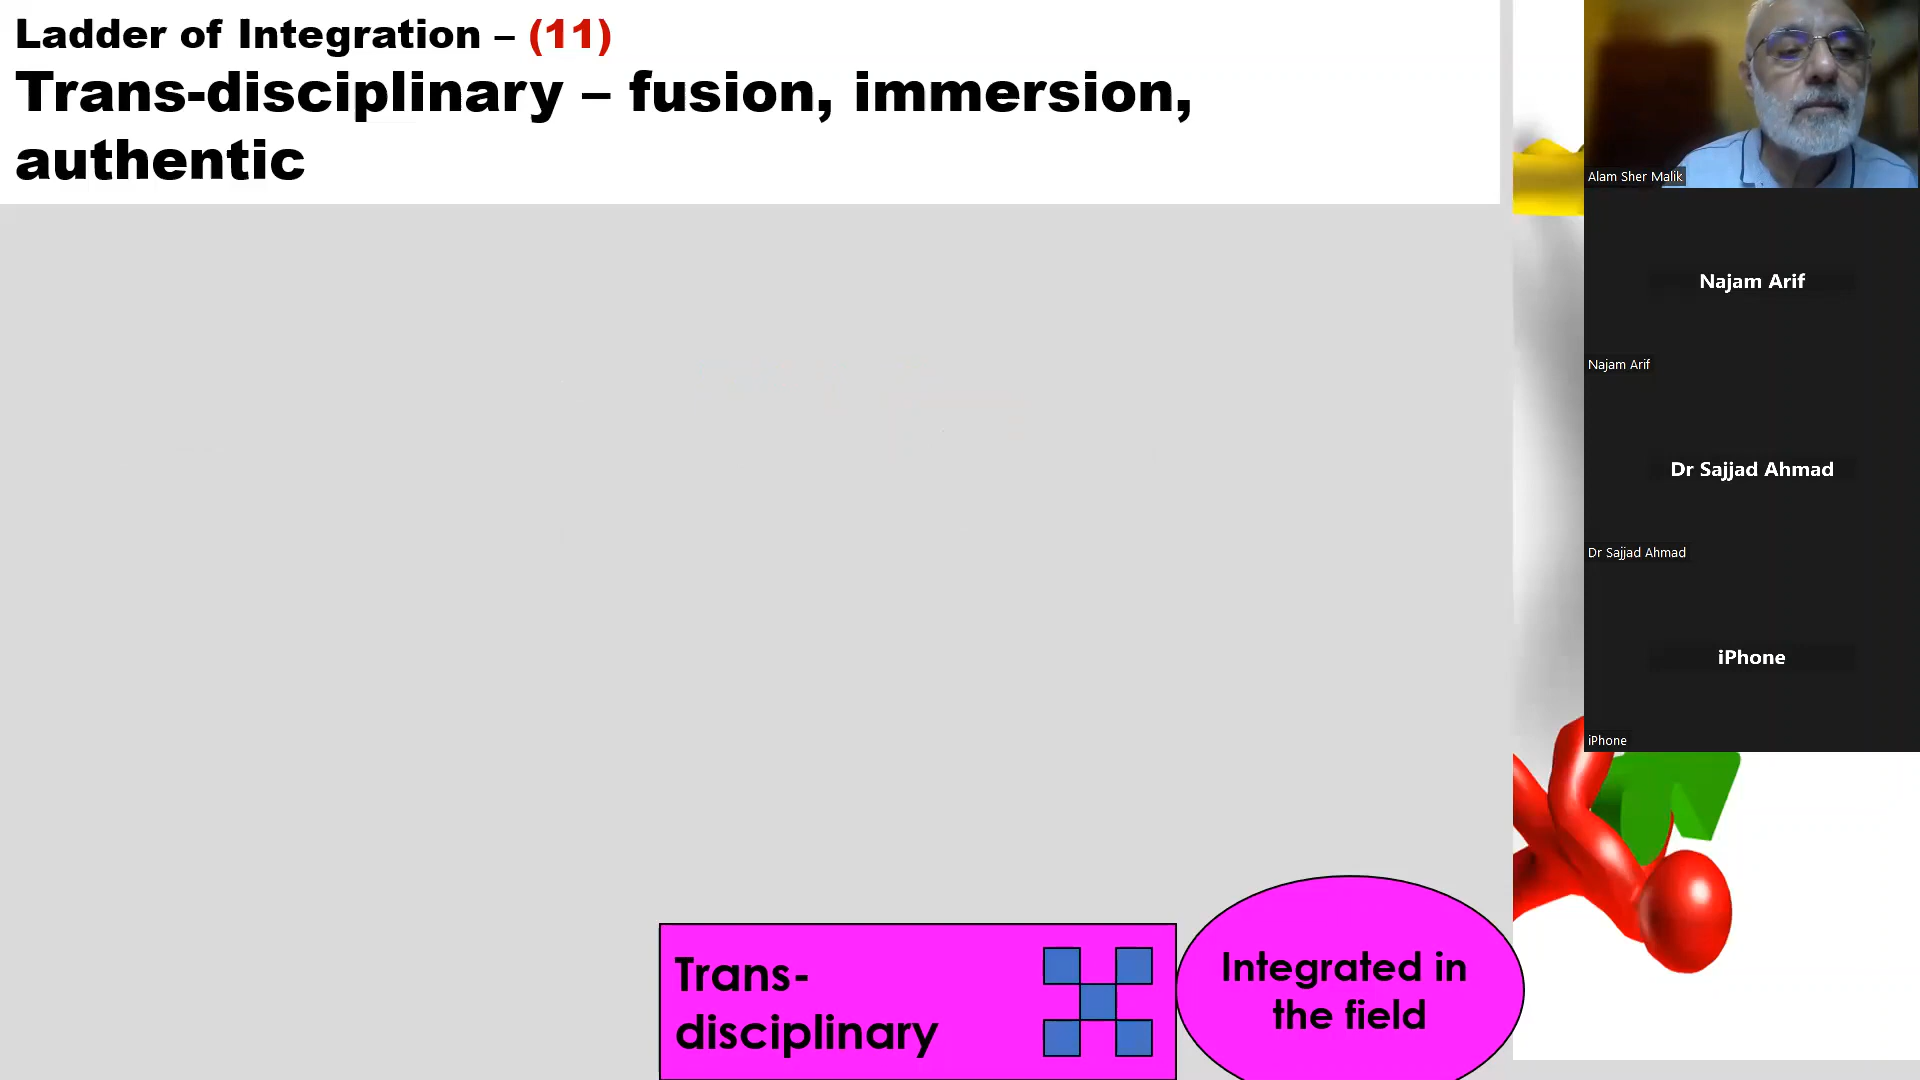 Ladder of Integration – (11)
Trans-disciplinary – fusion, immersion,
authentic
Alam Sher Malik
Najam Arif
Najam Arif
Dr Sajjad Ahmad
Dr Sajjad Ahmad
iPhone
iPhone
Trans-
disciplinary
Integrated in
the field